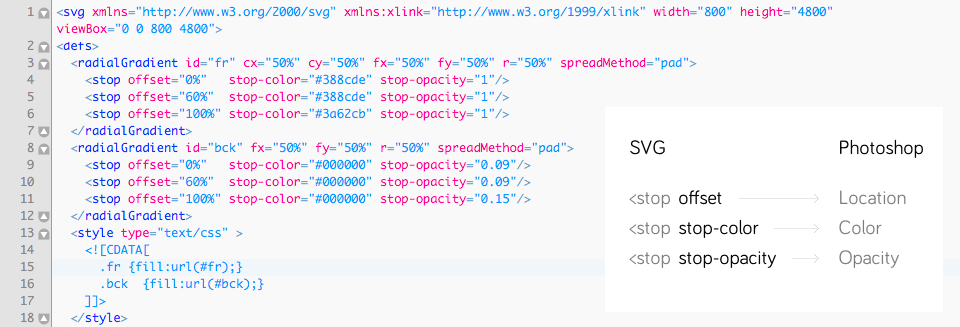 1 <svg xmlns="http://www.w3.org/2000/svg" xmlns:xlink="http://www.w3.org/1999/xlink" width="800" height="4800"
viewBox="0 0 800 4800">
2 <defs>
3 <radialGradient id="fr" cx="50%" cy="50%" fx="50%" fy="50%" r="50%" spreadMethod="pad">
4 <stop offset="0%" stop-color="#388cde" stop-opacity="1"/>
5 <stop offset="60%" stop-color="#388cde" stop-opacity="1"/>
6 <stop offset="100%" stop-color="#3a62cb" stop-opacity="1"/>
7 </radialGradient>
8 <radialGradient id="bck" fx="50%" fy="50%" r="50%" spreadMethod="pad">
9 <stop offset="0%" stop-color="#000000" stop-opacity="0.09"/>
10 <stop offset="60%" stop-color="#000000" stop-opacity="0.09"/>
11 <stop offset="100%" stop-color="#000000" stop-opacity="0.15"/>
12 </radialGradient>
13 <style type="text/css" >
14 <![CDATA[
15 .fr {fill:url(#fr);}
16 .bck {fill:url(#bck);}
17 ]]>
18 </style>
SVG Photoshop
<stop offset Location
<stop stop-color Color
<stop stop-opacity Opacity